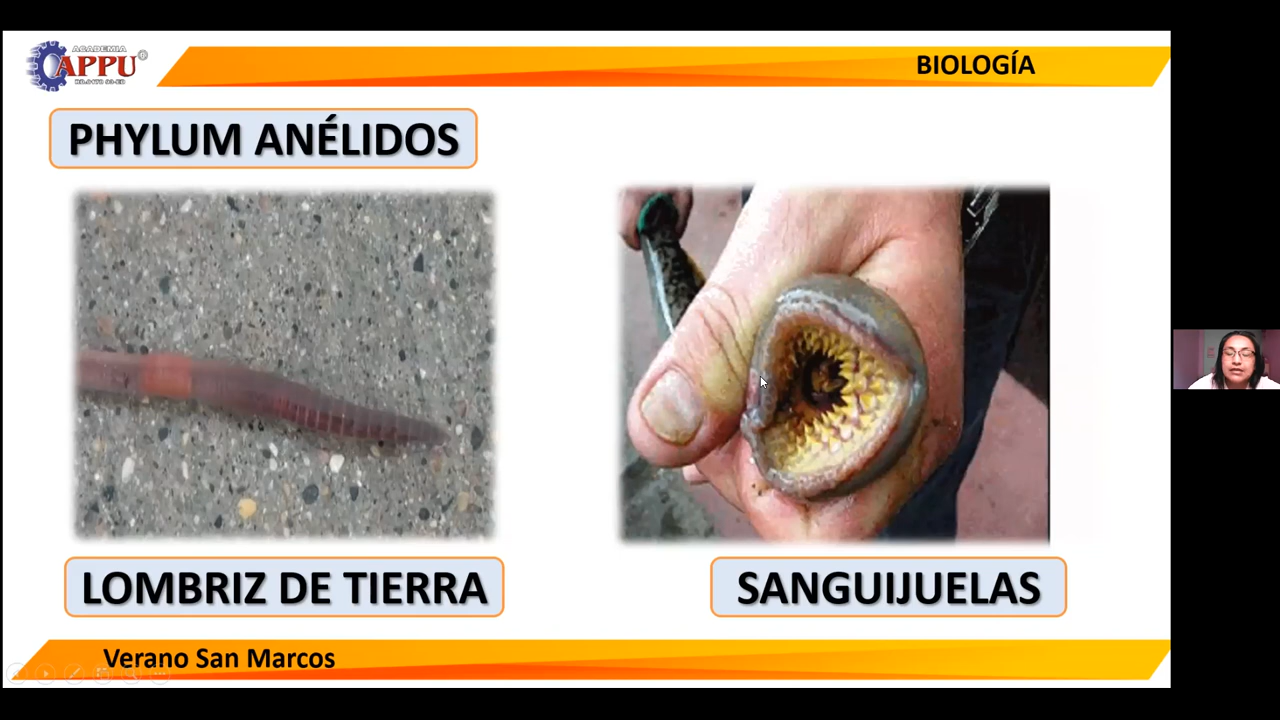 ACADEMIA
APPU
BIOLOGÍA
PHYLUM ANÉLIDOS
LOMBRIZ DE TIERRA
SANGUIJUELAS
Verano San Marcos